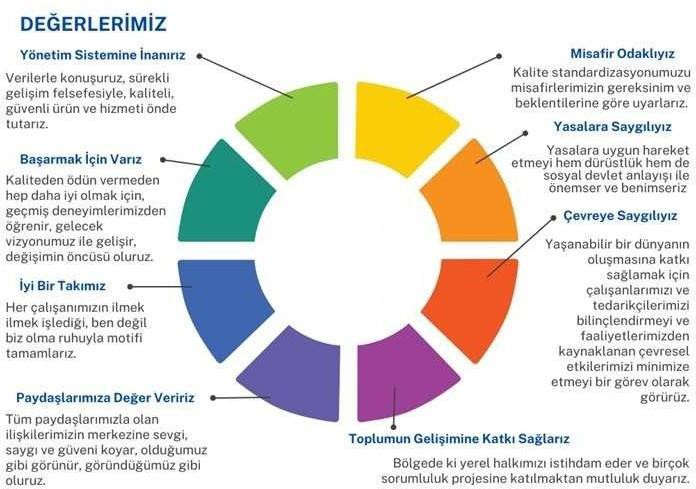 DEĞERLERİMİZ
Yönetim Sistemine İnanırız
Verilerle konuşuruz, sürekli
gelişim felsefesiyle, kaliteli,
güvenli ürün ve hizmeti önde
tutarız.
Başarmak İçin Varız
Kaliteden ödün vermeden
hep daha iyi olmak için,
geçmiş deneyimlerimizden
öğrenir, gelecek
vizyonumuz ile gelişir,
değişimin öncüsü oluruz.
İyi Bir Takımız
Her çalışanımızın ilmek
ilmek işlediği, ben değil
biz olma ruhuyla motifi
tamamlarız.
Paydaşlarımıza Değer Veririz
Tüm paydaşlarımızla olan
ilişkilerimizin merkezine sevgi,
saygı ve güveni koyar, olduğumuz
gibi görünür, göründüğümüz gibi
oluruz.
Misafir Odaklıyız
Kalite standardizasyonumuzu
misafirlerimizin gereksinim ve
beklentilerine göre uyarlarız.
Yasalara Saygılıyız
Yasalara uygun hareket
etmeyi hem dürüstlük hem de
sosyal devlet anlayışı ile
önemser ve benimseriz
Çevreye Saygılıyız
Yaşanabilir bir dünyanın
oluşmasına katkı
sağlamak için
çalışanlarımızı ve
tedarikçilerimizi
bilinçlendirmeyi ve
faaliyetlerimizden
kaynaklanan çevresel
etkilerimizi minimize
etmeyi bir görev olarak
görürüz.
Toplumun Gelişimine Katkı Sağlarız
Bölgede ki yerel halkımızı istihdam eder ve birçok
sorumluluk projesine katılmaktan mutluluk duyarız.